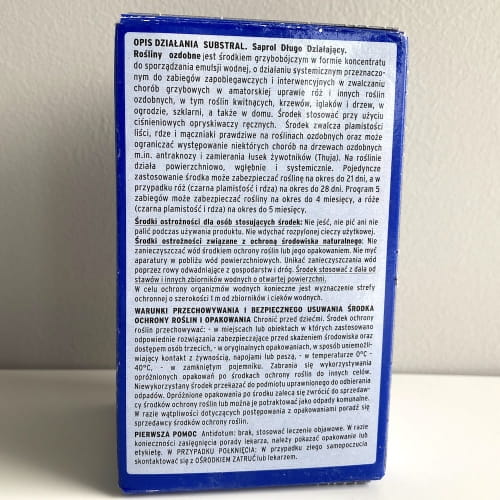 OPIS DZIAŁANIA SUBSTRAL. Saprol Długo Działający.
Rośliny ozdobne jest środkiem grzybobójczym w formie koncentratu
do sporządzania emulsji wodnej, o działaniu systemicznym przeznaczo-
nym do zabiegów zapobiegawczych i interwencyjnych w zwalczaniu
chorób grzybowych w amatorskiej uprawie róż i innych roślin
ozdobnych, w tym roślin kwitnących, krzewów, iglaków i drzew, w
ogrodzie, szklarni, a także w domu. Środek stosować przy użyciu
ciśnieniowych opryskiwaczy ręcznych. Środek zwalcza plamistości
liści, rdze i mączniaki prawdziwe na roślinach ozdobnych oraz może
ograniczyć występowanie niektórych chorób na drzewach ozdobnych
m.in. antraknozy i zamierania łusek żywotników (Thuja). Na roślinie
działa powierzchniowo, wgłębnie i systemicznie. Pojedyncze
zastosowanie środka może zabezpieczyć roślinę na okres do 21 dni, a w
przypadku róż (czarna plamistość i rdza) na okres do 28 dni. Program 5
zabiegów może zabezpieczyć rośliny na okres do 4 miesięcy, a róże
(czarna plamistość i rdza) na okres do 5 miesięcy.
Środki ostrożności dla osób stosujących środek: Nie jeść, nie pić ani nie
palić podczas używania produktu. Nie wdychać rozpylonej cieczy użytkowej.
Środki ostrożności związane z ochroną środowiska naturalnego: Nie
zanieczyszczać wód środkiem ochrony roślin lub jego opakowaniem. Nie myć
aparatury w pobliżu wód powierzchniowych. Unikać zanieczyszczania wód
poprzez rowy odwadniające z gospodarstw i dróg. Środek stosować z dala od
stawów i innych zbiorników wodnych o otwartej powierzchni.
W celu ochrony organizmów wodnych konieczne jest wyznaczenie strefy
ochronnej o szerokości 1 m od zbiorników i cieków wodnych.
WARUNKI PRZECHOWYWANIA I BEZPIECZNEGO USUWANIA ŚRODKA
OCHRONY ROŚLIN I OPAKOWANIA Chronić przed dziećmi. Środek ochrony
roślin przechowywać: - w miejscach lub obiektach w których zastosowano
odpowiednie rozwiązania zabezpieczające przed skażeniem środowiska oraz
dostępem osób trzecich, - w oryginalnych opakowaniach, w sposób uniemożli-
wiający kontakt z żywnością, napojami lub paszą, - w temperaturze 0°C -
40°C, - w zamkniętym pojemniku. Zabrania się wykorzystywania
opróżnionych opakowań po środkach ochrony roślin do innych celów.
Niewykorzystany środek przekazać do podmiotu uprawnionego do odbierania
odpadów. Opróżnione opakowania po środku zaleca się zwrócić do sprzedaw-
cy środków ochrony roślin lub można je potraktować jako odpady komunalne.
W razie wątpliwości dotyczących postępowania z opakowaniami poradź się
sprzedawcy środków ochrony roślin.
PIERWSZA POMOC Antidotum: brak, stosować leczenie objawowe. W razie
konieczności zasięgnięcia porady lekarza, należy pokazać opakowanie lub
etykietę. W PRZYPADKU POŁKNIĘCIA: W przypadku złego samopoczucia
skontaktować się z OŚRODKIEM ZATRUĆ lub lekarzem.